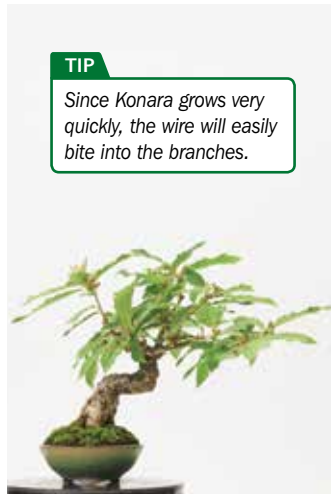 TIP
Since Konara grows very
quickly, the wire will easily
bite into the branches.